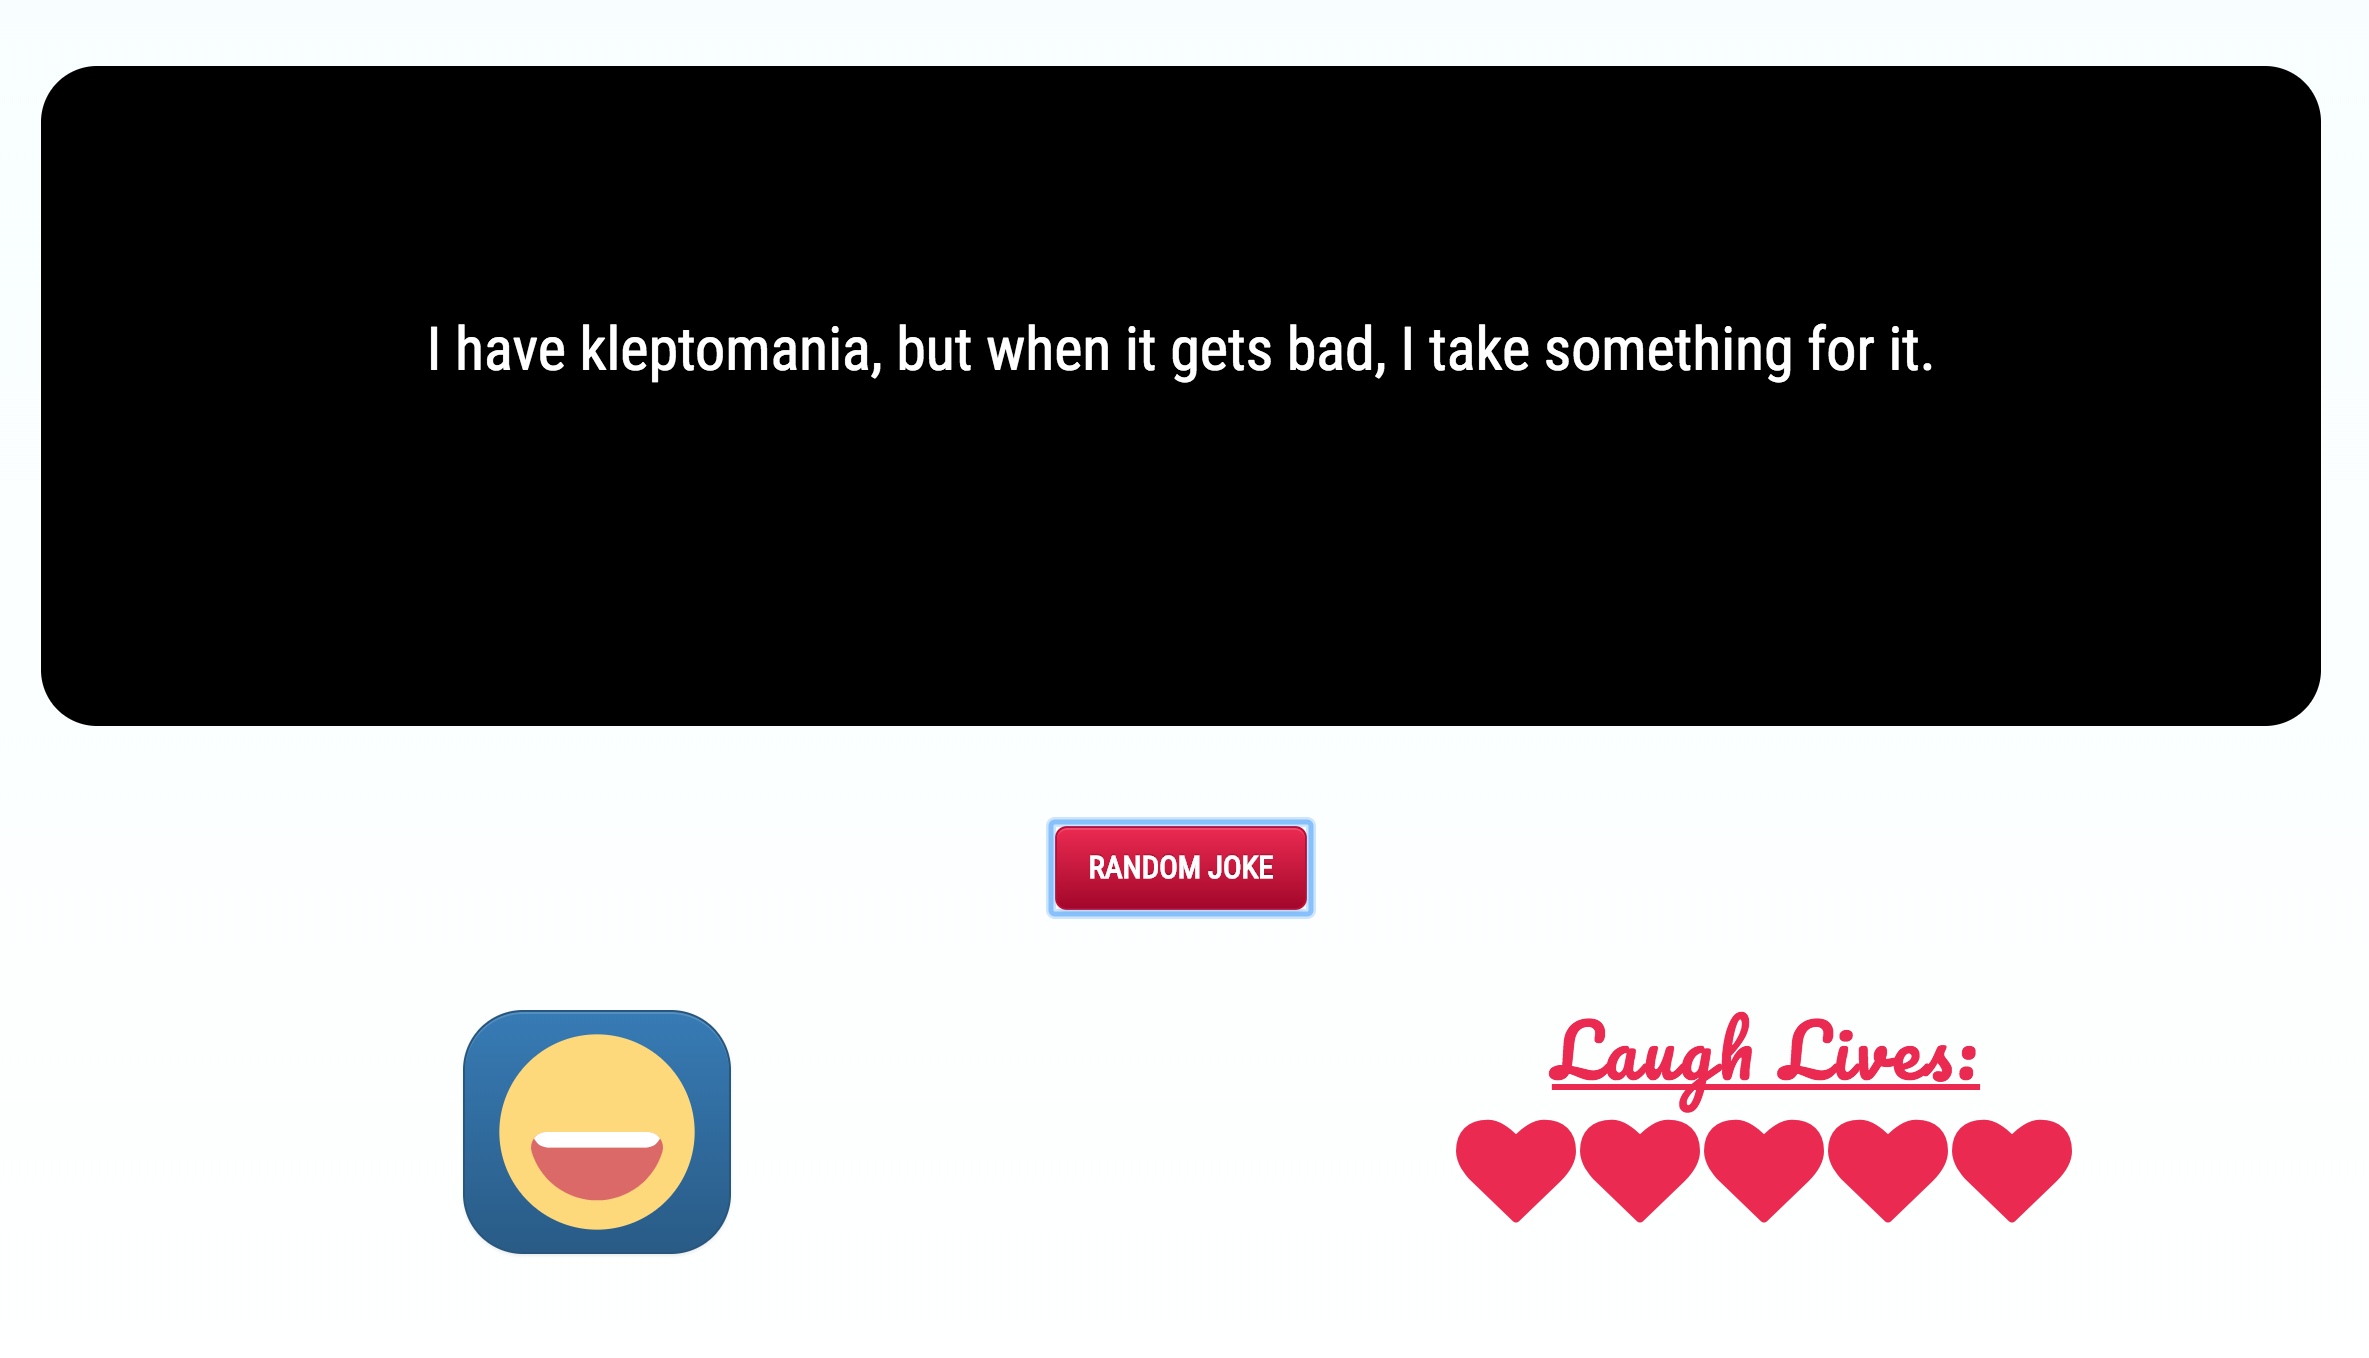 I have kleptomania, but when it gets bad, I take something for it.
RANDOM JOKE
Laugh Lives: